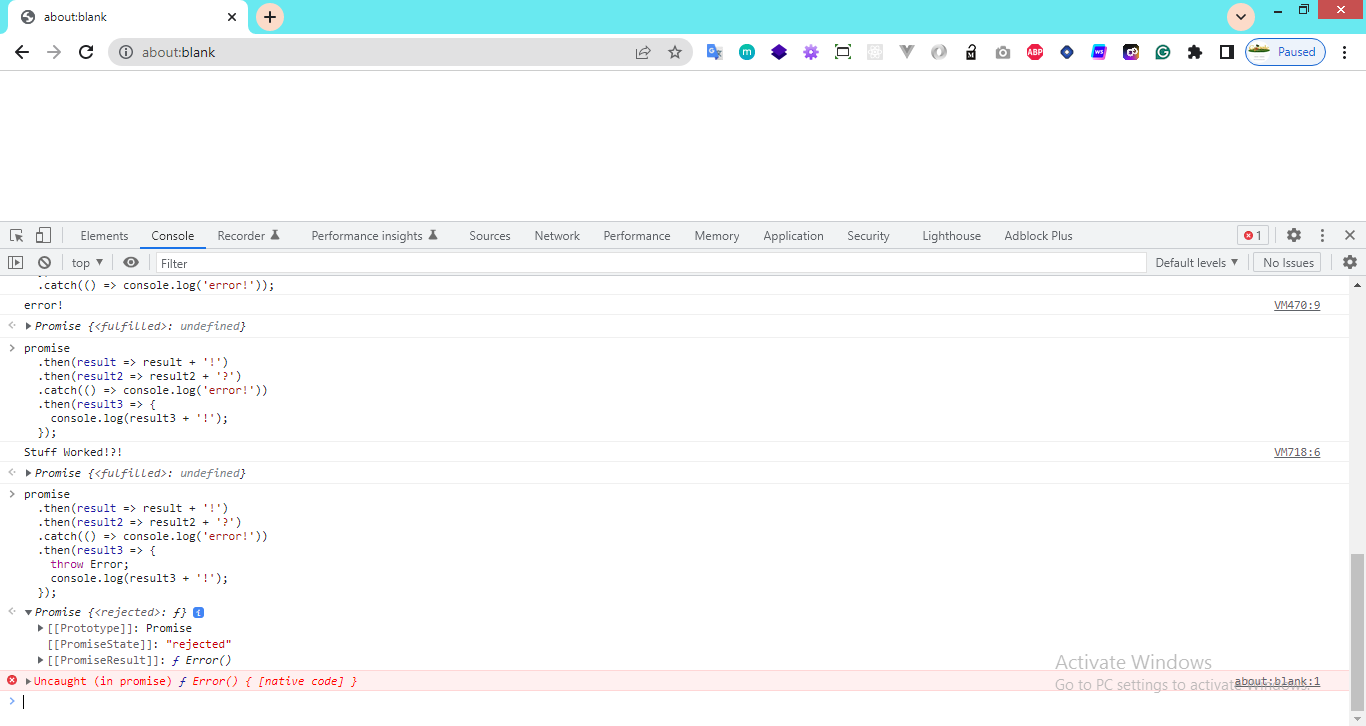 about:blank
about:blank
Paused
Elements Console Recorder Performance insights Sources Network Performance Memory Application Security Lighthouse Adblock Plus 1
top Filter Default levels No Issues
.catch(() => console.log('error!'));
error! VM470:9
Promise {<fulfilled>: undefined}
promise
.then(result => result + '!')
.then(result2 => result2 + '?')
.catch(() => console.log('error!'))
.then(result3 => {
console.log(result3 + '!');
});
Stuff Worked!?! VM718:6
Promise {<fulfilled>: undefined}
promise
.then(result => result + '!')
.then(result2 => result2 + '?')
.catch(() => console.log('error!'))
.then(result3 => {
throw Error;
console.log(result3 + '!');
});
Promise {<rejected>: ƒ} i
[[Prototype]]: Promise
[[PromiseState]]: "rejected"
[[PromiseResult]]: ƒ Error()
Activate Windows
Uncaught (in promise) ƒ Error() { [native code] } about:blank:1
Go to PC settings to activate Windows.